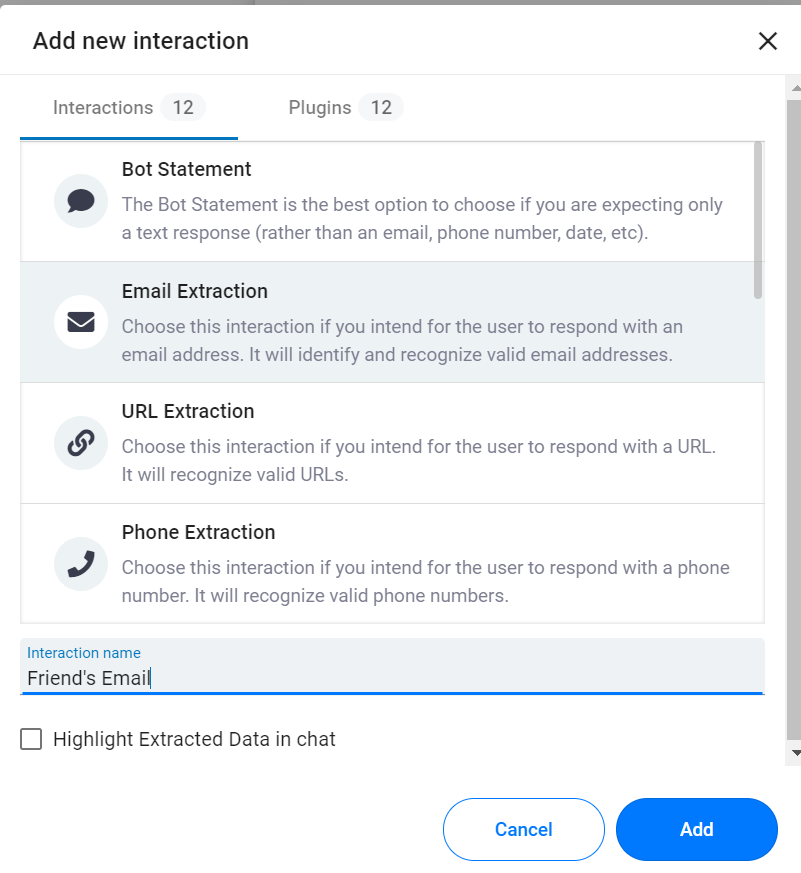 Add new interaction
Interactions 12
Plugins 12
Bot Statement
The Bot Statement is the best option to choose if you are expecting only
a text response (rather than an email, phone number, date, etc).
Email Extraction
Choose this interaction if you intend for the user to respond with an
email address. It will identify and recognize valid email addresses.
URL Extraction
Choose this interaction if you intend for the user to respond with a URL.
It will recognize valid URLs.
Phone Extraction
Choose this interaction if you intend for the user to respond with a phone
number. It will recognize valid phone numbers.
Interaction name
Friend's Email
Highlight Extracted Data in chat
Cancel
Add